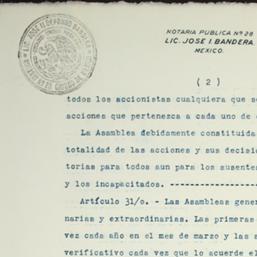 NOTARIA PUBLICA Nº 28
LIC. JOSE I. BANDERA
MEXICO.
( 2 )
todos los accionistas cualquiera que se
acciones que pertenezca a cada uno de
La Asamblea debidamente constituída
totalidad de las acciones y sus decisio
torias para todos aun para los ausentes
y los incapacitados. ------------------
Artículo 31/o. - Las Asambleas gener
narias y extraordinarias. Las primeras
vez cada año en el mes de marzo y las s
verificativo cada vez que lo acuerde el